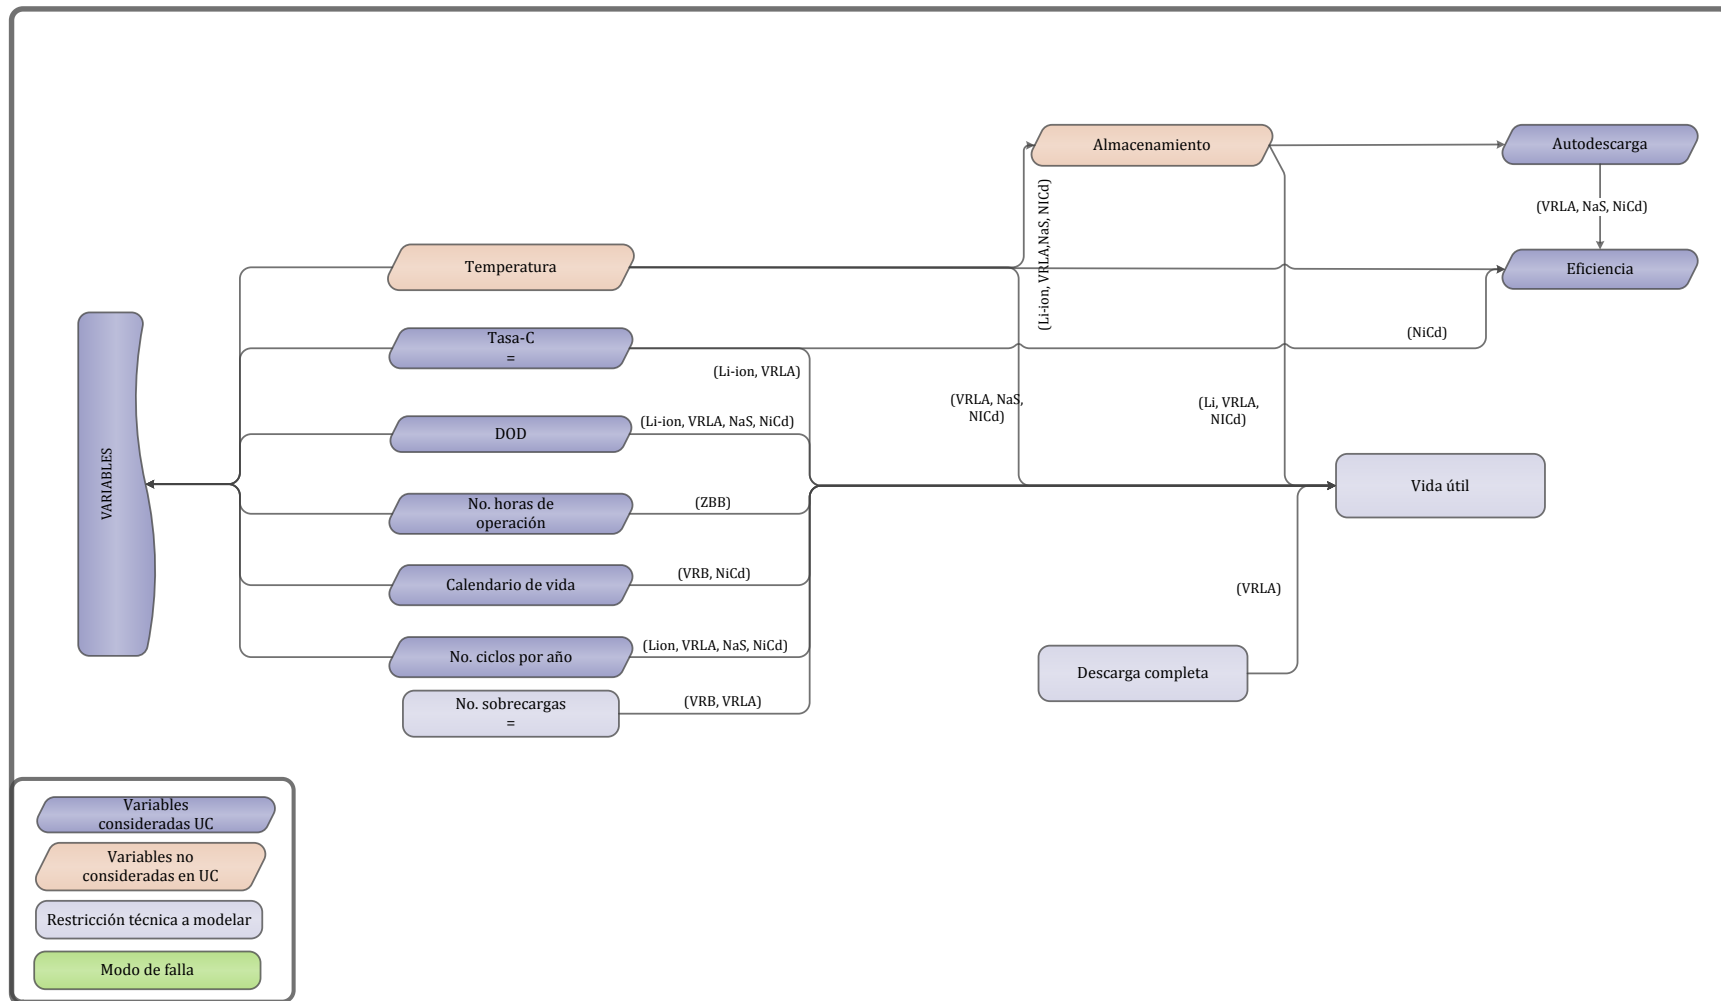 Almacenamiento
Autodescarga
(Li-ion, VRLA,NaS, NICd)
(VRLA, NaS, NiCd)
Temperatura
Eficiencia
Tasa-C
=
(NiCd)
(Li-ion, VRLA)
(VRLA, NaS,
NICd)
(Li, VRLA,
NICd)
DOD
(Li-ion, VRLA, NaS, NiCd)
VARIABLES
Vida útil
No. horas de
operación
(ZBB)
Calendario de vida
(VRB, NiCd)
(VRLA)
No. ciclos por año
(Lion, VRLA, NaS, NiCd)
Descarga completa
No. sobrecargas
=
(VRB, VRLA)
Variables
consideradas UC
Variables no
consideradas en UC
Restricción técnica a modelar
Modo de falla